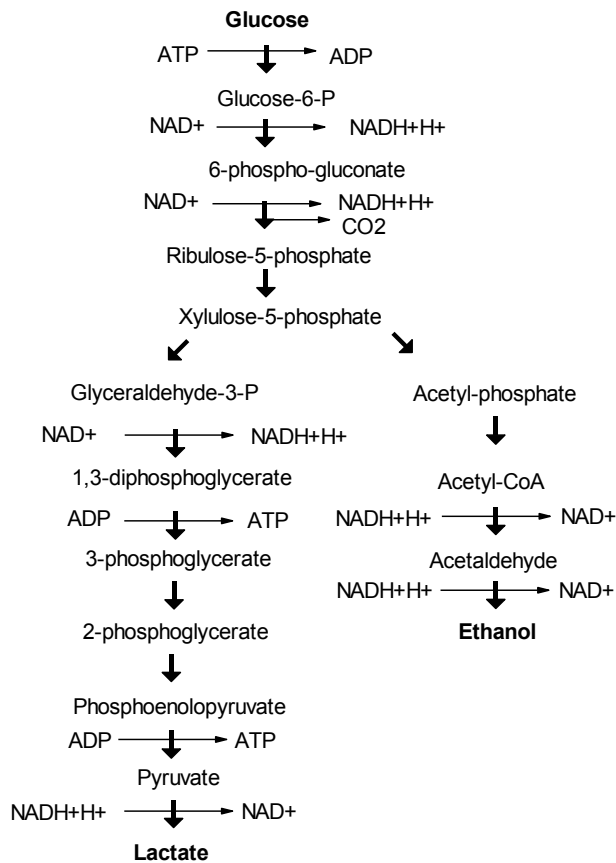 Glucose
ATP ADP
Glucose-6-P
NAD+ NADH+H+
6-phospho-gluconate
NAD+ NADH+H+
CO2
Ribulose-5-phosphate
Xylulose-5-phosphate
Glyceraldehyde-3-P Acetyl-phosphate
NAD+ NADH+H+
1,3-diphosphoglycerate Acetyl-CoA
ADP ATP NADH+H+ NAD+
3-phosphoglycerate Acetaldehyde
NADH+H+ NAD+
2-phosphoglycerate Ethanol
Phosphoenolpyruvate
ADP ATP
Pyruvate
NADH+H+ NAD+
Lactate